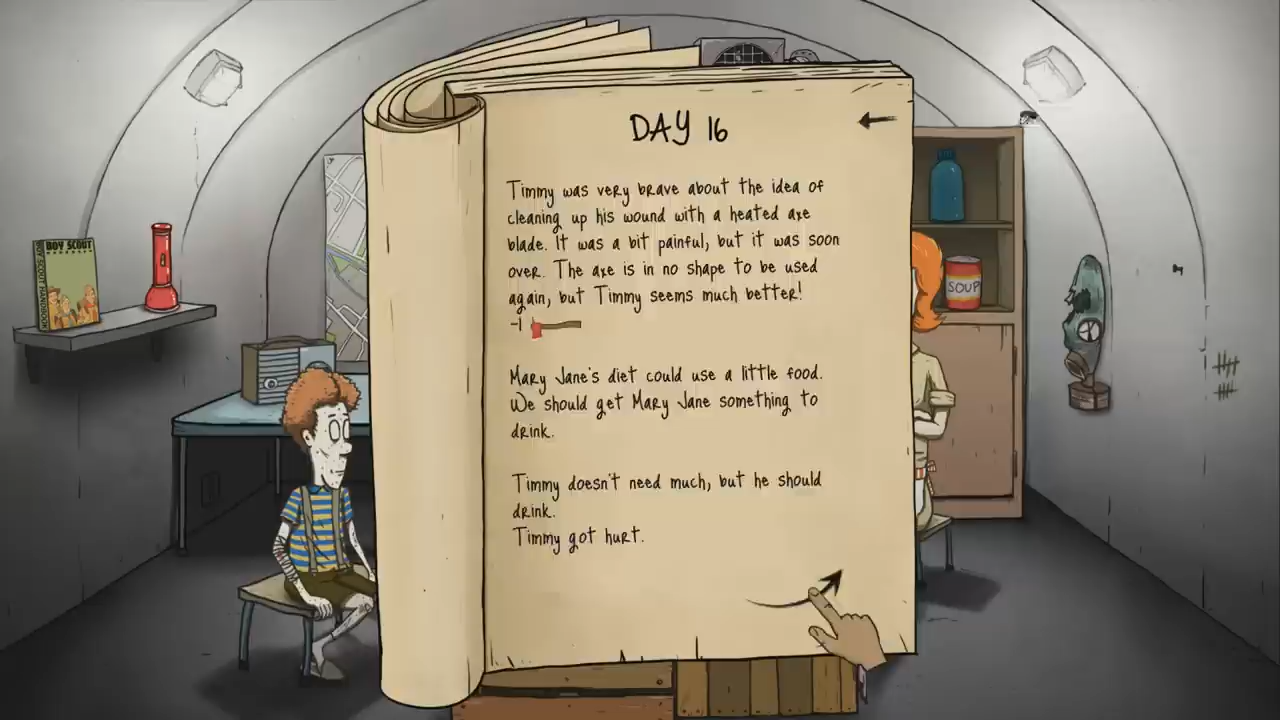 DAY 16
Timmy was very brave about the idea of
cleaning up his wound with a heated axe
blade. It was a bit painful, but it was soon
over. The axe is in no shape to be used
again, but Timmy seems much better!
-1
Mary Jane's diet could use a little food.
We should get Mary Jane something to
drink.
Timmy doesn't need much, but he should
drink.
Timmy got hurt.
BOY SCOUT
BOY SCOUT HANDBOOK
SOUP